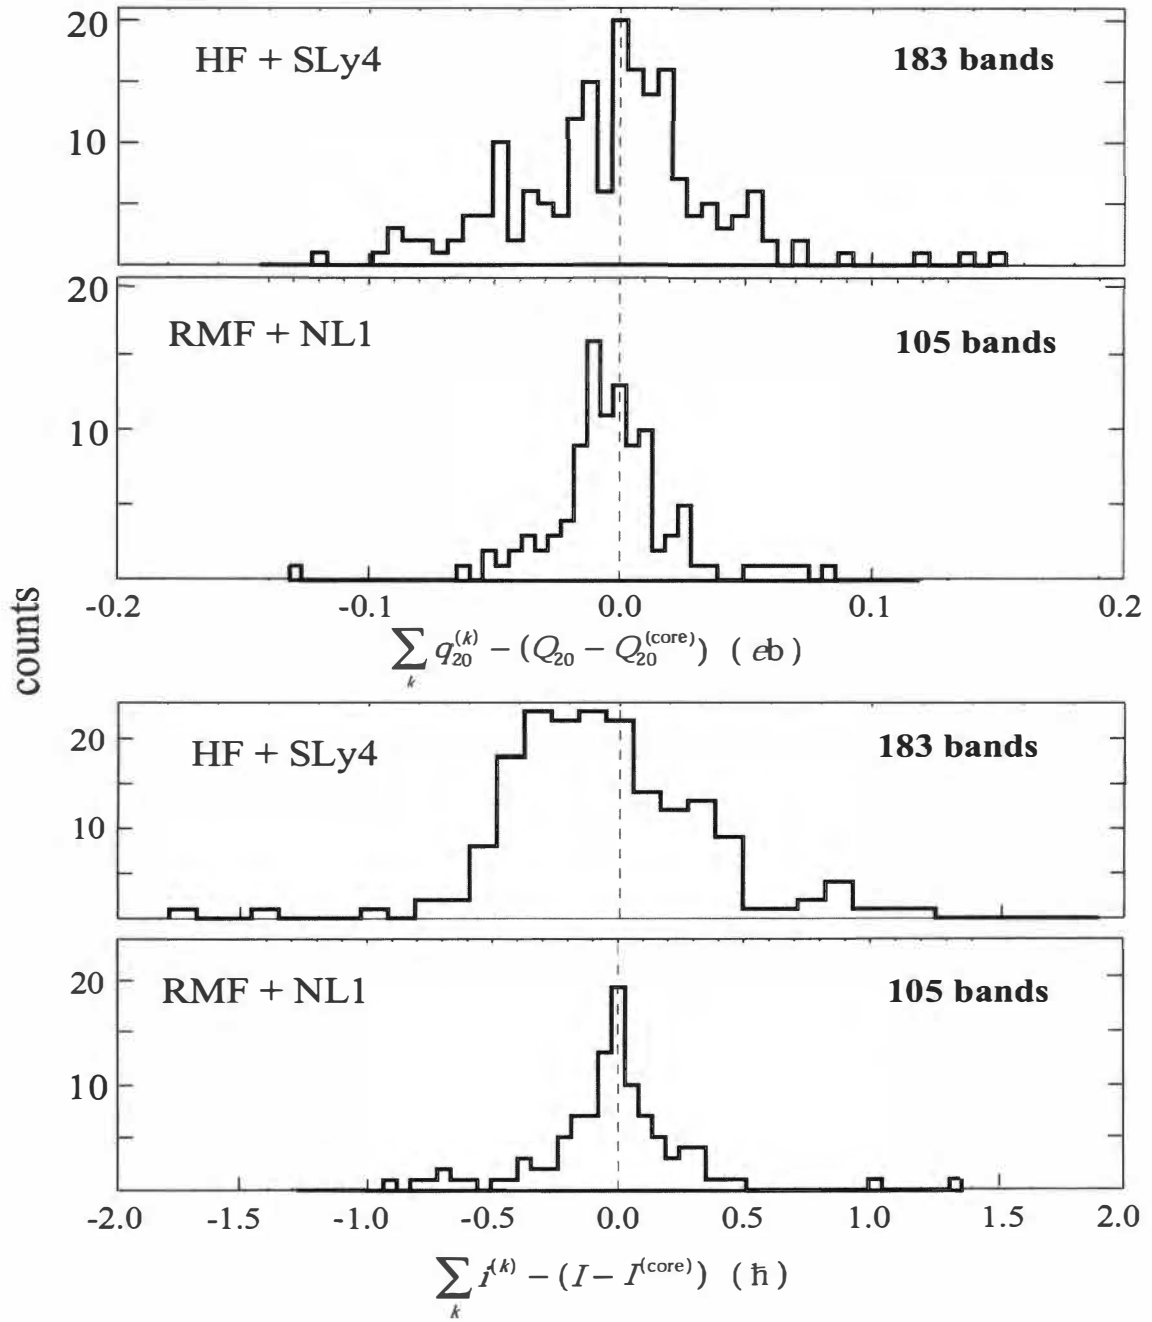 20
HF + SLy4
183 bands
10
20
RMF + NL1
105 bands
10
-0.2 -0.1 0.0 0.1 0.2
∑ₖ q₂₀⁽ᵏ⁾ − (Q₂₀ − Q₂₀⁽ᶜᵒʳᵉ⁾) (eb)
counts
20
HF + SLy4
183 bands
10
20
RMF + NL1
105 bands
10
-2.0 -1.5 -1.0 -0.5 0.0 0.5 1.0 1.5 2.0
∑ₖ i⁽ᵏ⁾ − (I − I⁽ᶜᵒʳᵉ⁾) (ħ)